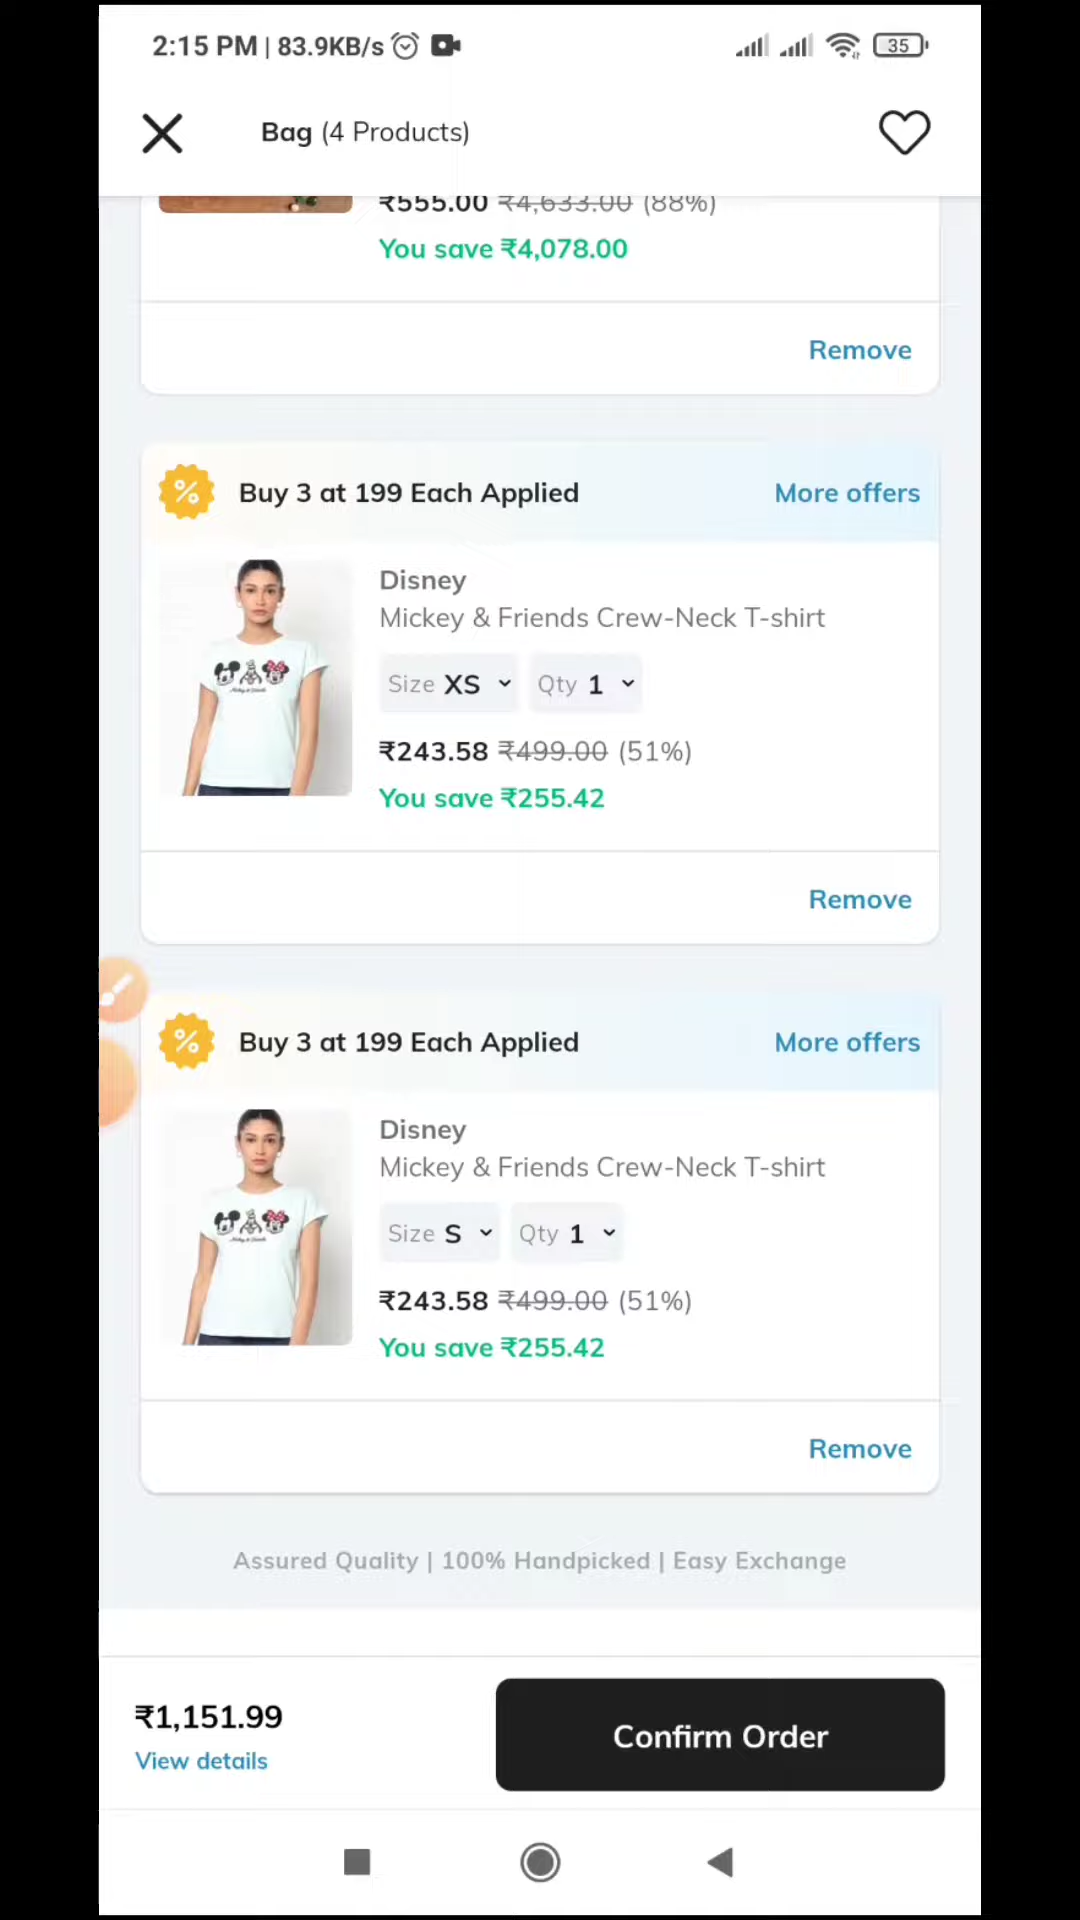 2:15 PM | 83.9KB/s
35
Bag (4 Products)
₹555.00 ₹4,633.00 (88%)
You save ₹4,078.00
Remove
Buy 3 at 199 Each Applied More offers
Disney
Mickey & Friends Crew-Neck T-shirt
Size XS Qty 1
₹243.58 ₹499.00 (51%)
You save ₹255.42
Remove
Buy 3 at 199 Each Applied More offers
Disney
Mickey & Friends Crew-Neck T-shirt
Size S Qty 1
₹243.58 ₹499.00 (51%)
You save ₹255.42
Remove
Assured Quality | 100% Handpicked | Easy Exchange
₹1,151.99
View details
Confirm Order